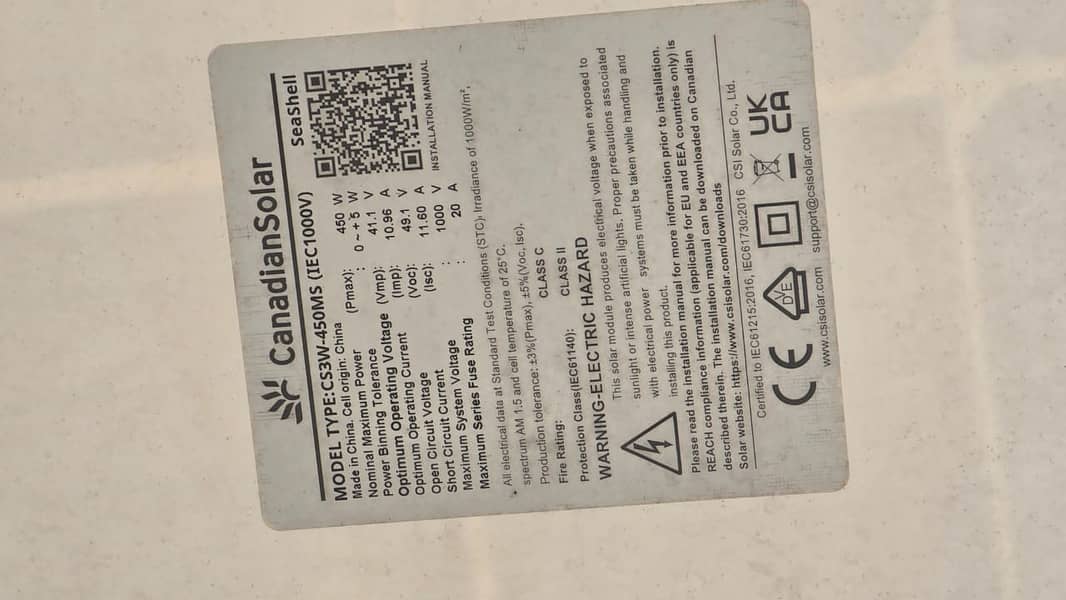 CanadianSolar
SeaShell
MODEL TYPE:CS3W-450MS (IEC1000V)
Made in China. Cell origin: China
Nominal Maximum Power (Pmax): 450 W
Power Binning Tolerance : 0 ~ + 5 W
Optimum Operating Voltage (Vmp): 41.1 V
Optimum Operating Current (Imp): 10.96 A
Open Circuit Voltage (Voc): 49.1 V
Short Circuit Current (Isc): 11.60 A
Maximum System Voltage : 1000 V
Maximum Series Fuse Rating : 20 A
INSTALLATION MANUAL
All electrical data at Standard Test Conditions (STC), Irradiance of 1000W/m²,
spectrum AM 1.5 and cell temperature of 25°C.
Production tolerance: ±3%(Pmax), ±5%(Voc, Isc).
Fire Rating: CLASS C
Protection Class(IEC61140): CLASS II
WARNING-ELECTRIC HAZARD
This solar module produces electrical voltage when exposed to
sunlight or intense artificial lights. Proper precautions associated
with electrical power systems must be taken while handling and
installing this product.
Please read the installation manual for more information prior to installation.
REACH compliance information (applicable for EU and EEA countries only) is
described therein. The installation manual can be downloaded on Canadian
Solar website: https://www.csisolar.com/downloads
Certified to IEC61215:2016, IEC61730:2016 CSI Solar Co., Ltd.
CE
DVE
UK
CA
www.csisolar.com support@csisolar.com